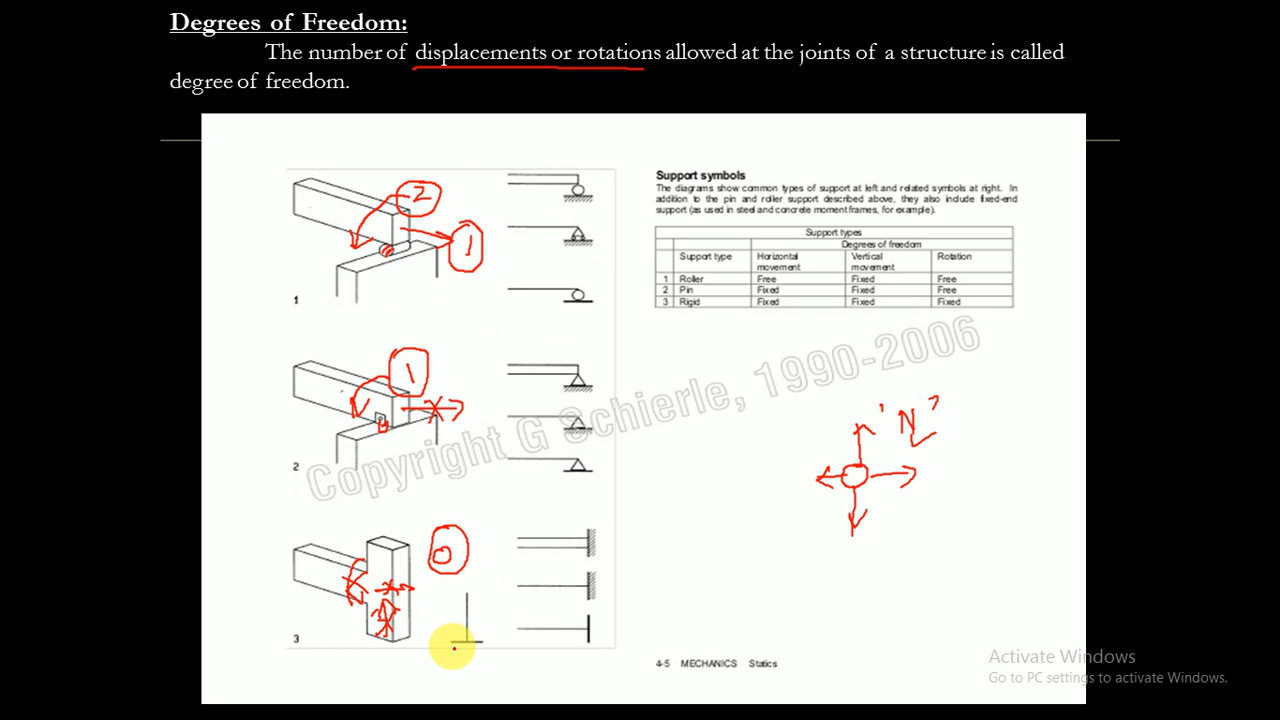 Degrees of Freedom:
The number of displacements or rotations allowed at the joints of a structure is called
degree of freedom.
2
1
1
1
2
0
3
Support symbols
The diagrams show common types of support at left and related symbols at right. In
addition to the pin and roller support described above, they also include fixed-end
support (as used in steel and concrete moment frames, for example).
Support types
Degrees of freedom
Support type Horizontal movement Vertical movement Rotation
1 Roller Free Fixed Free
2 Pin Fixed Fixed Free
3 Rigid Fixed Fixed Fixed
Copyright G Schierle, 1990-2006
'N'
4-5 MECHANICS Statics
Activate Windows
Go to PC settings to activate Windows.